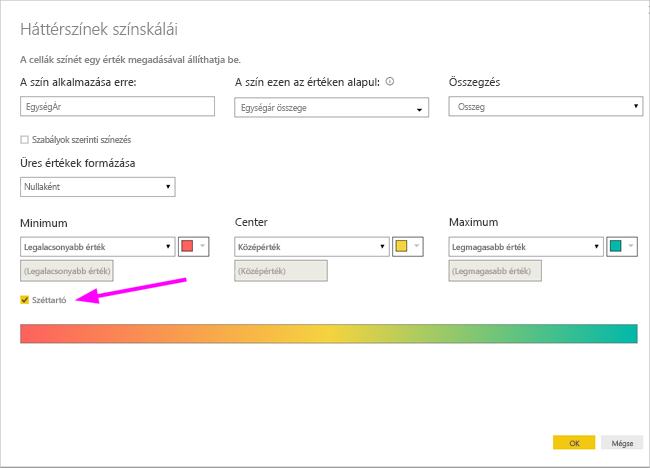 Háttérszínek színskálái
A cellák színét egy érték megadásával állíthatja be.
A szín alkalmazása erre:
A szín ezen az értéken alapul:
Összegzés
EgységÁr
Egységár összege
Összeg
Szabályok szerinti színezés
Üres értékek formázása
Nullaként
Minimum
Center
Maximum
Legalacsonyabb érték
Középérték
Legmagasabb érték
(Legalacsonyabb érték)
(Középérték)
(Legmagasabb érték)
Széttartó
OK
Mégse